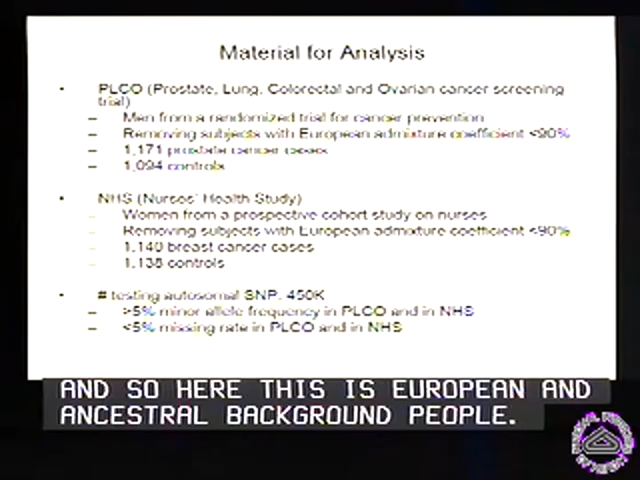 Material for Analysis
• PLCO (Prostate, Lung, Colorectal and Ovarian cancer screening
trial)
– Men from a randomized trial for cancer prevention
– Removing subjects with European admixture coefficient <90%
– 1,171 prostate cancer cases
– 1,094 controls
• NHS (Nurses' Health Study)
– Women from a prospective cohort study on nurses
– Removing subjects with European admixture coefficient <90%
– 1,140 breast cancer cases
– 1,138 controls
• # testing autosomal SNP: 450K
– >5% minor allele frequency in PLCO and in NHS
– <5% missing rate in PLCO and in NHS
AND SO HERE THIS IS EUROPEAN AND
ANCESTRAL BACKGROUND PEOPLE.